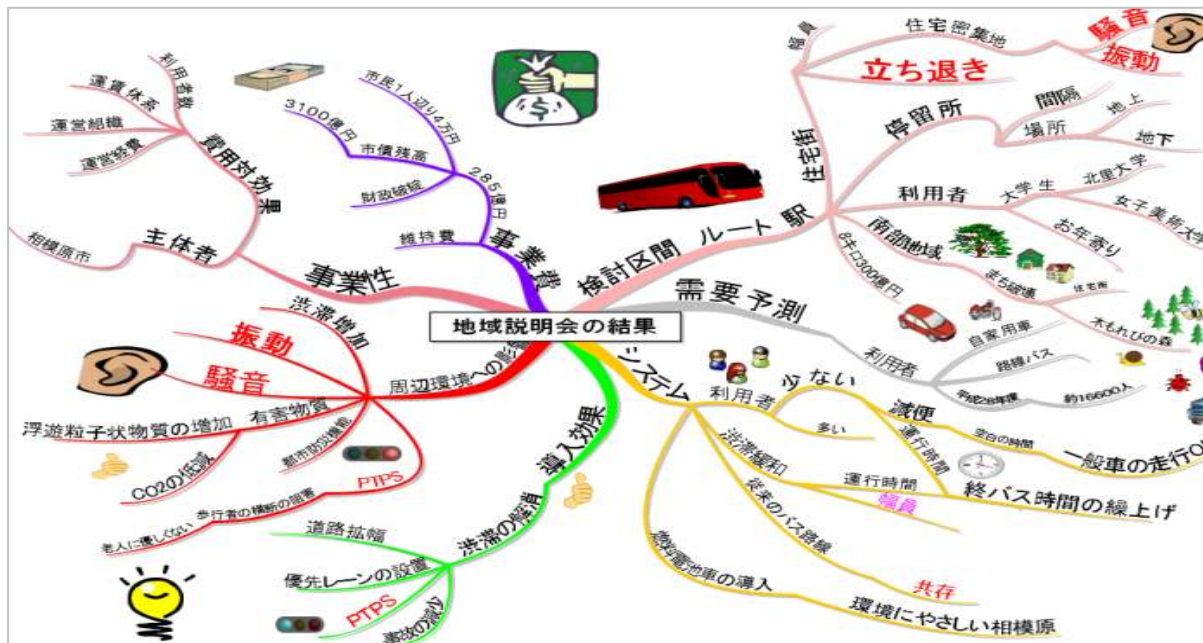 地域説明会の結果
検討区間
ルート
駅
住宅街
幅員
住宅密集地
騒音
振動
立ち退き
停留所
間隔
場所
地上
地下
利用者
大学生
北里大学
女子美術大学
お年寄り
南部地域
まち破壊
住宅所
木もれびの森
8キロ300億円
需要予測
利用者
自家用車
路線バス
平成28年度
約16600人
システム
利用者
少ない
減便
空白の時間
一般車の走行OK
運行時間
多い
渋滞緩和
運行時間
終バス時間の繰上げ
幅員
従来のバス路線
共存
燃料電池車の導入
環境にやさしい相模原
導入効果
渋滞の解消
道路拡幅
優先レーンの設置
PTPS
事故の減少
周辺環境への影響
渋滞増加
振動
騒音
有害物質
浮遊粒子状物質の増加
CO2の低減
都市防災機能
PTPS
歩行者の横断の阻害
老人に優しくない
事業性
主体者
相模原市
費用対効果
利用者数
運賃体系
運営組織
運営経費
事業費
285億円
市民1人辺り4万円
市債残高
3100億円
財政破綻
維持費